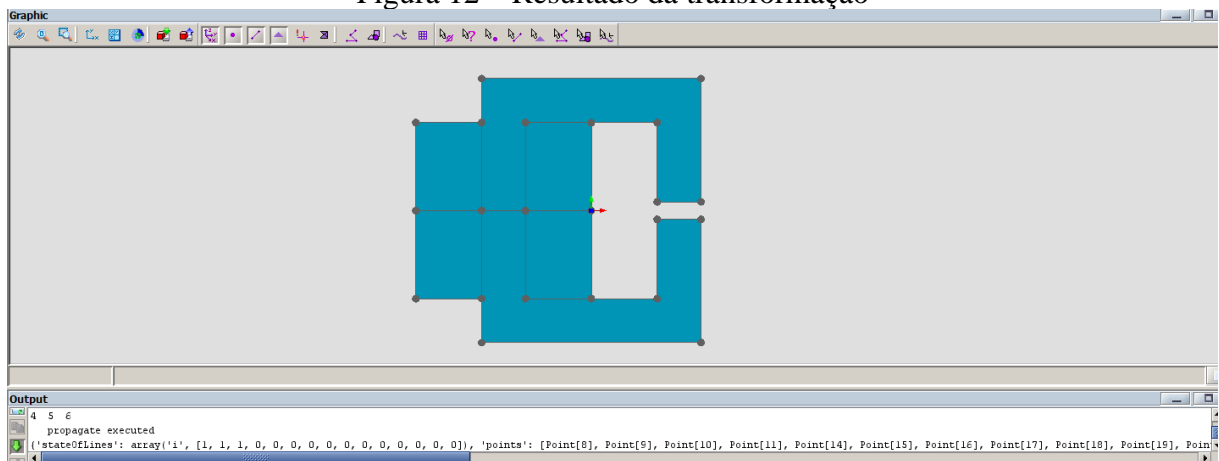 Figura 12 – Resultado da transformação
Graphic
Output
4 5 6
propagate executed
{'stateOfLines': array('i', [1, 1, 1, 0, 0, 0, 0, 0, 0, 0, 0, 0, 0, 0, 0, 0]), 'points': [Point[8], Point[9], Point[10], Point[11], Point[14], Point[15], Point[16], Point[17], Point[18], Point[19], Poin